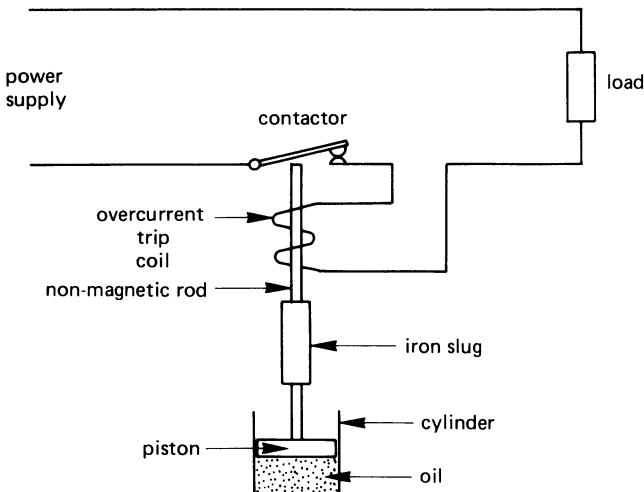 power
supply
load
contactor
overcurrent
trip
coil
non-magnetic rod
iron slug
cylinder
piston
oil